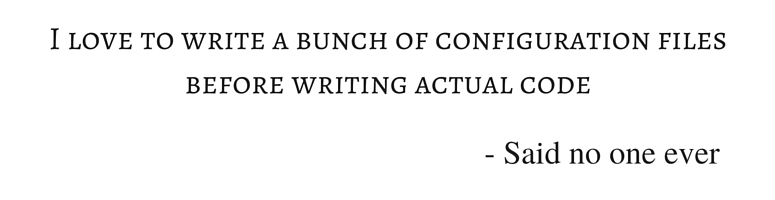 I LOVE TO WRITE A BUNCH OF CONFIGURATION FILES
BEFORE WRITING ACTUAL CODE
- Said no one ever